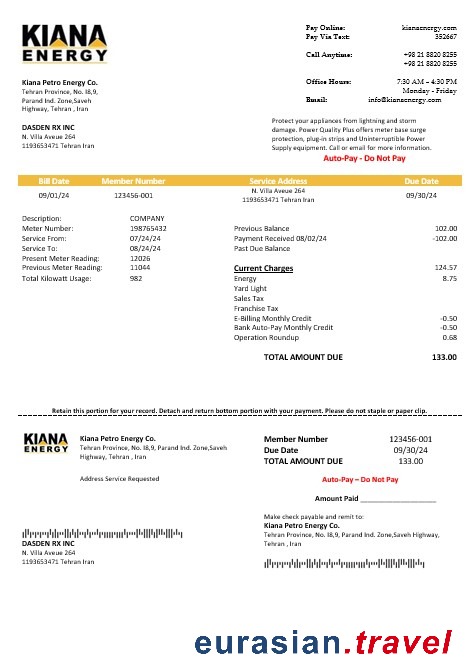 KIANA
ENERGY
Pay Online: kianaenergy.com
Pay Via Text: 352667
Call Anytime: +98 21 8820 8255
+98 21 8820 8255
Office Hours: 7:30 AM – 4:30 PM
Monday - Friday
Email: info@kianaenergy.com
Kiana Petro Energy Co.
Tehran Province, No. I8,9,
Parand Ind. Zone,Saveh
Highway, Tehran , Iran
DASDEN RX INC
N. Villa Aveue 264
1193653471 Tehran Iran
Protect your appliances from lightning and storm
damage. Power Quality Plus offers meter base surge
protection, plug-in strips and Uninterruptible Power
Supply equipment. Call or email for more information.
Auto-Pay - Do Not Pay
Bill Date Member Number Service Address Due Date
09/01/24 123456-001 N. Villa Aveue 264
1193653471 Tehran Iran 09/30/24
Description: COMPANY
Meter Number: 198765432
Service From: 07/24/24
Service To: 08/24/24
Present Meter Reading: 12026
Previous Meter Reading: 11044
Total Kilowatt Usage: 982
Previous Balance 102.00
Payment Received 08/02/24 -102.00
Past Due Balance
Current Charges 124.57
Energy 8.75
Yard Light
Sales Tax
Franchise Tax
E-Billing Monthly Credit -0.50
Bank Auto-Pay Monthly Credit -0.50
Operation Roundup 0.68
TOTAL AMOUNT DUE 133.00
Retain this portion for your record. Detach and return bottom portion with your payment. Please do not staple or paper clip.
KIANA
ENERGY
Kiana Petro Energy Co.
Tehran Province, No. I8,9, Parand Ind. Zone,Saveh
Highway, Tehran , Iran
Address Service Requested
Member Number 123456-001
Due Date 09/30/24
TOTAL AMOUNT DUE 133.00
Auto-Pay – Do Not Pay
Amount Paid ____________________
Make check payable and remit to:
Kiana Petro Energy Co.
Tehran Province, No. I8,9, Parand Ind. Zone,Saveh Highway,
Tehran , Iran
DASDEN RX INC
N. Villa Aveue 264
1193653471 Tehran Iran
eurasian.travel